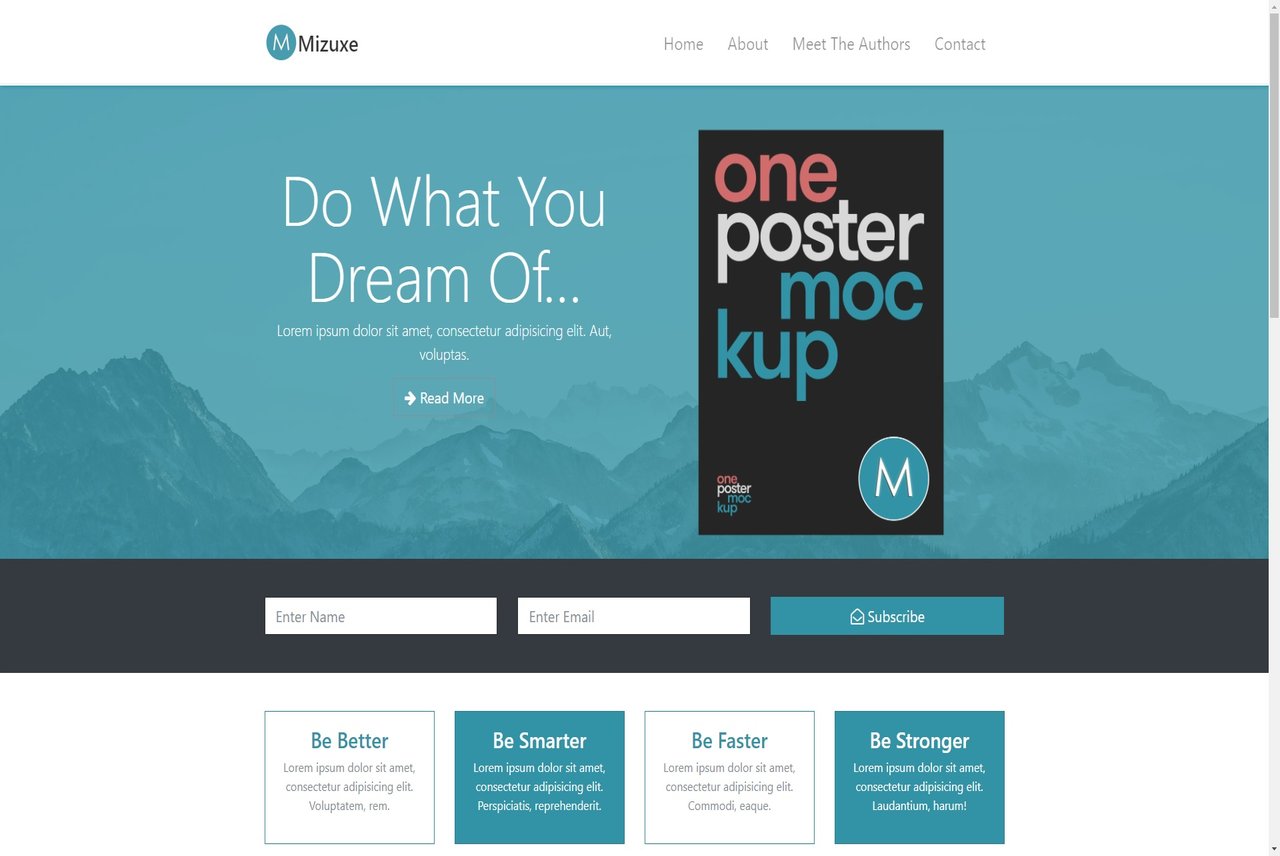 M Mizuxe
Home About Meet The Authors Contact
Do What You
Dream Of...
Lorem ipsum dolor sit amet, consectetur adipisicing elit. Aut,
voluptas.
Read More
one
poster
moc
kup
one
poster
moc
kup
M
Enter Name
Enter Email
Subscribe
Be Better
Lorem ipsum dolor sit amet,
consectetur adipisicing elit.
Voluptatem, rem.
Be Smarter
Lorem ipsum dolor sit amet,
consectetur adipisicing elit.
Perspiciatis, reprehenderit.
Be Faster
Lorem ipsum dolor sit amet,
consectetur adipisicing elit.
Commodi, eaque.
Be Stronger
Lorem ipsum dolor sit amet,
consectetur adipisicing elit.
Laudantium, harum!